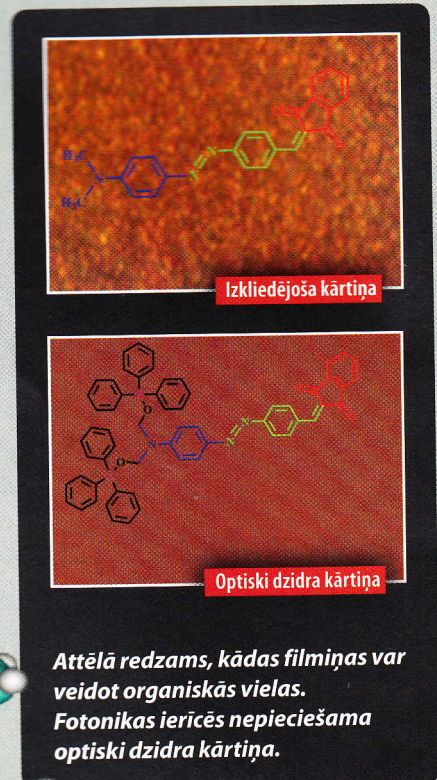 H₃C
N
H₃C
N
N
Izkliedējoša kārtiņa
O
O
N
N
N
Optiski dzidra kārtiņa
Attēlā redzams, kādas filmiņas var
veidot organiskās vielas.
Fotonikas ierīcēs nepieciešama
optiski dzidra kārtiņa.